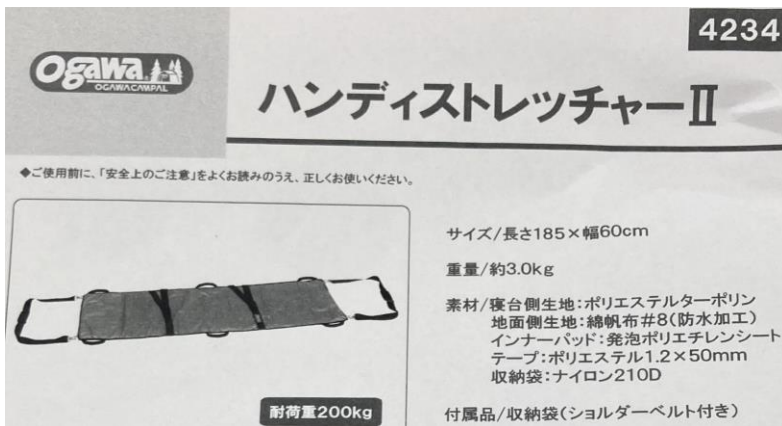 4234
Ogawa
OGAWACAMPAL
ハンディストレッチャーⅡ
◆ご使用前に、「安全上のご注意」をよくお読みのうえ、正しくお使いください。
サイズ/長さ185×幅60cm
重量/約3.0kg
素材/寝台側生地:ポリエステルターポリン
地面側生地:綿帆布#8(防水加工)
インナーパッド:発泡ポリエチレンシート
テープ:ポリエステル1.2×50mm
収納袋:ナイロン210D
付属品/収納袋(ショルダーベルト付き)
耐荷重200kg